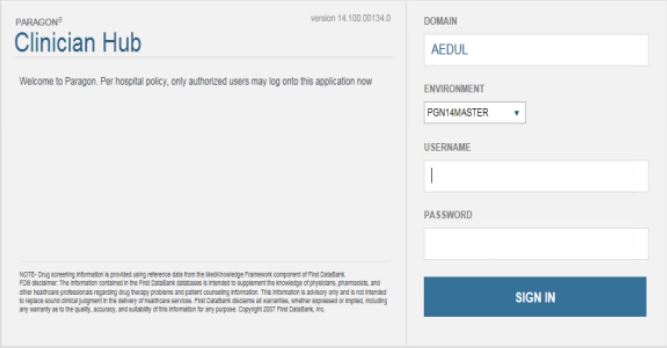 PARAGON®
version 14.100.00134.0
Clinician Hub
Welcome to Paragon. Per hospital policy, only authorized users may log onto this application now
NOTE- Drug screening information is provided using reference data from the MedKnowledge Framework component of First DataBank.
FDB disclaimer: The information contained in the First DataBank databases is intended to supplement the knowledge of physicians, pharmacists, and
other healthcare professionals regarding drug therapy problems and patient counseling information. This information is advisory only and is not intended
to replace sound clinical judgment in the delivery of healthcare services. First DataBank disclaims all warranties, whether expressed or implied, including
any warranty as to the quality, accuracy, and suitability of this information for any purpose. Copyright 2007 First DataBank, Inc.
DOMAIN
AEDUL
ENVIRONMENT
PGN14MASTER
USERNAME
PASSWORD
SIGN IN